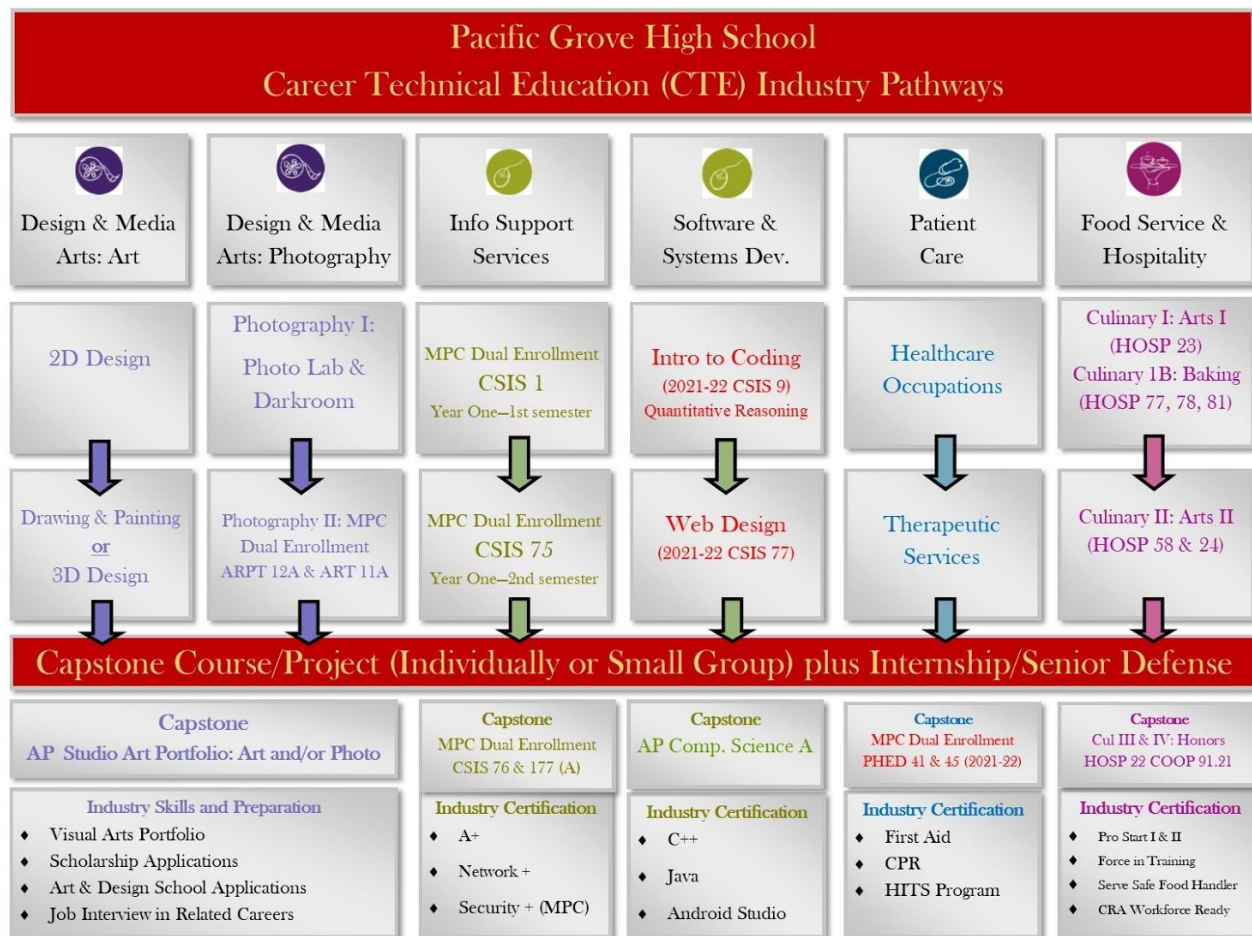 Pacific Grove High School
Career Technical Education (CTE) Industry Pathways
Design & Media
Arts: Art
Design & Media
Arts: Photography
Info Support
Services
Software &
Systems Dev.
Patient
Care
Food Service &
Hospitality
2D Design
Photography I:
Photo Lab &
Darkroom
MPC Dual Enrollment
CSIS 1
Year One—1st semester
Intro to Coding
(2021-22 CSIS 9)
Quantitative Reasoning
Healthcare
Occupations
Culinary I: Arts I
(HOSP 23)
Culinary 1B: Baking
(HOSP 77, 78, 81)
Drawing & Painting
or
3D Design
Photography II: MPC
Dual Enrollment
ARPT 12A & ART 11A
MPC Dual Enrollment
CSIS 75
Year One—2nd semester
Web Design
(2021-22 CSIS 77)
Therapeutic
Services
Culinary II: Arts II
(HOSP 58 & 24)
Capstone Course/Project (Individually or Small Group) plus Internship/Senior Defense
Capstone
AP Studio Art Portfolio: Art and/or Photo
Capstone
MPC Dual Enrollment
CSIS 76 & 177 (A)
Capstone
AP Comp. Science A
Capstone
MPC Dual Enrollment
PHED 41 & 45 (2021-22)
Capstone
Cul III & IV: Honors
HOSP 22 COOP 91.21
Industry Skills and Preparation
♦ Visual Arts Portfolio
♦ Scholarship Applications
♦ Art & Design School Applications
♦ Job Interview in Related Careers
Industry Certification
♦ A+
♦ Network +
♦ Security + (MPC)
Industry Certification
♦ C++
♦ Java
♦ Android Studio
Industry Certification
♦ First Aid
♦ CPR
♦ HITS Program
Industry Certification
♦ Pro Start I & II
♦ Force in Training
♦ Serve Safe Food Handler
♦ CRA Workforce Ready